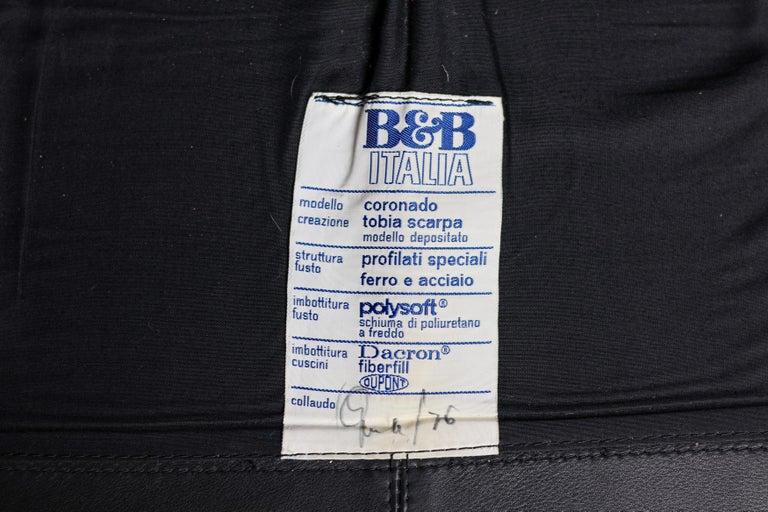 B&B
ITALIA
modello coronado
creazione tobia scarpa
modello depositato
struttura fusto profilati speciali
ferro e acciaio
imbottitura fusto polysoft®
schiuma di poliuretano
a freddo
imbottitura cuscini Dacron®
fiberfill
DUPONT
collaudo /76